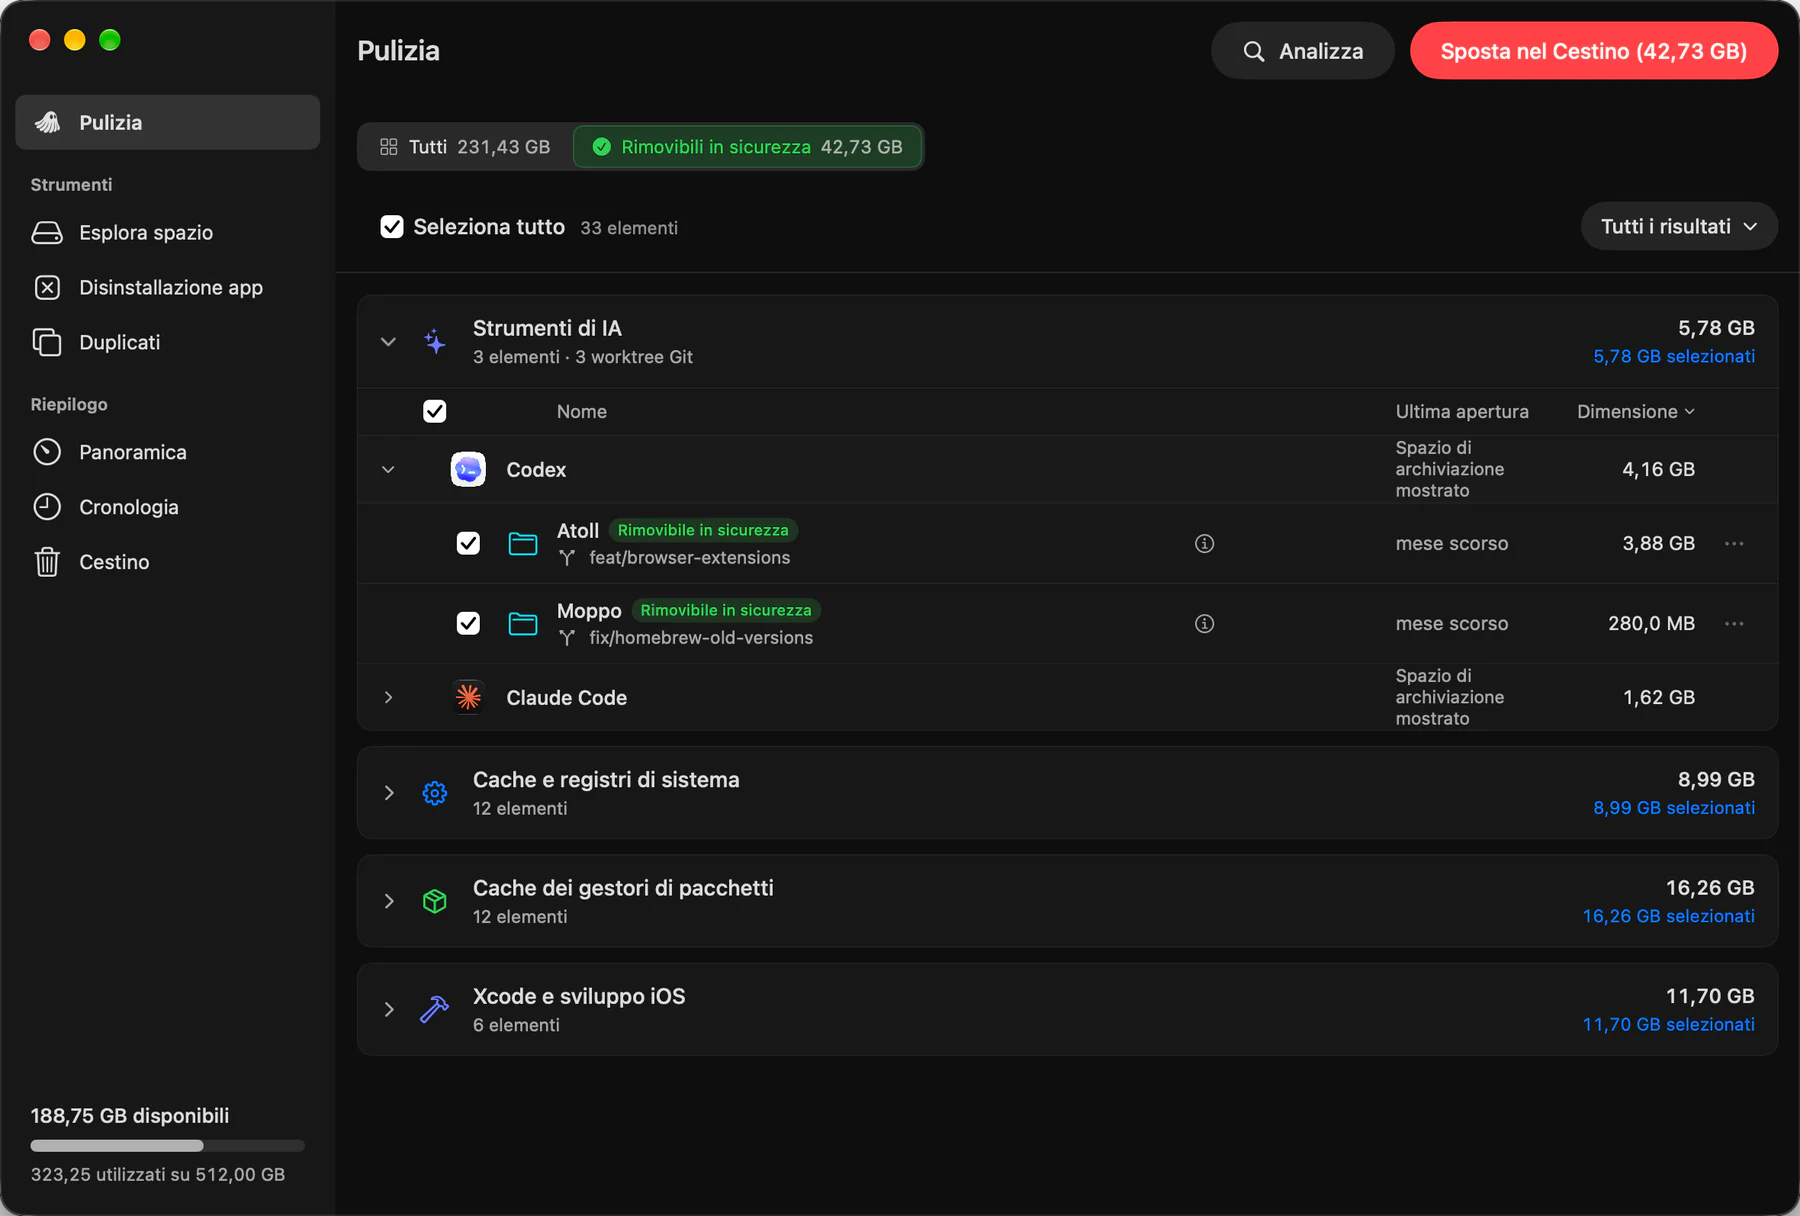 Pulizia
Strumenti
Esplora spazio
Disinstallazione app
Duplicati
Riepilogo
Panoramica
Cronologia
Cestino
188,75 GB disponibili
323,25 utilizzati su 512,00 GB
Pulizia
Analizza
Sposta nel Cestino (42,73 GB)
Tutti 231,43 GB
Rimovibili in sicurezza 42,73 GB
Seleziona tutto 33 elementi
Tutti i risultati
Strumenti di IA
3 elementi · 3 worktree Git
5,78 GB
5,78 GB selezionati
Nome
Ultima apertura
Dimensione
Codex
Spazio di
archiviazione
mostrato
4,16 GB
Atoll Rimovibile in sicurezza
feat/browser-extensions
mese scorso
3,88 GB
Moppo Rimovibile in sicurezza
fix/homebrew-old-versions
mese scorso
280,0 MB
Claude Code
Spazio di
archiviazione
mostrato
1,62 GB
Cache e registri di sistema
12 elementi
8,99 GB
8,99 GB selezionati
Cache dei gestori di pacchetti
12 elementi
16,26 GB
16,26 GB selezionati
Xcode e sviluppo iOS
6 elementi
11,70 GB
11,70 GB selezionati